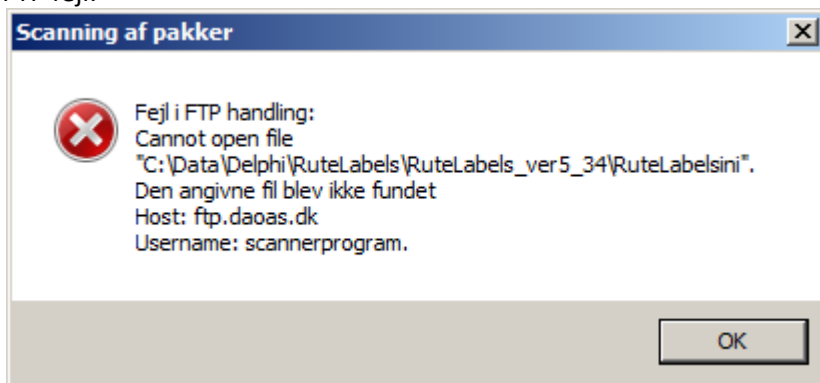 Scanning af pakker
Fejl i FTP handling:
Cannot open file
"C:\Data\Delphi\RuteLabels\RuteLabels_ver5_34\RuteLabelsini".
Den angivne fil blev ikke fundet
Host: ftp.daoas.dk
Username: scannerprogram.
OK